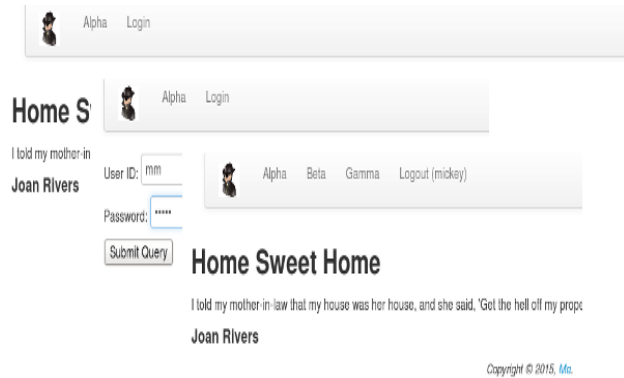 Alpha Login
Home S
I told my mother-in
Joan Rivers
Alpha Login
User ID: mm
Password: •••••
Submit Query
Alpha Beta Gamma Logout (mickey)
Home Sweet Home
I told my mother-in-law that my house was her house, and she said, 'Get the hell off my prope
Joan Rivers
Copyright © 2015, Mo.